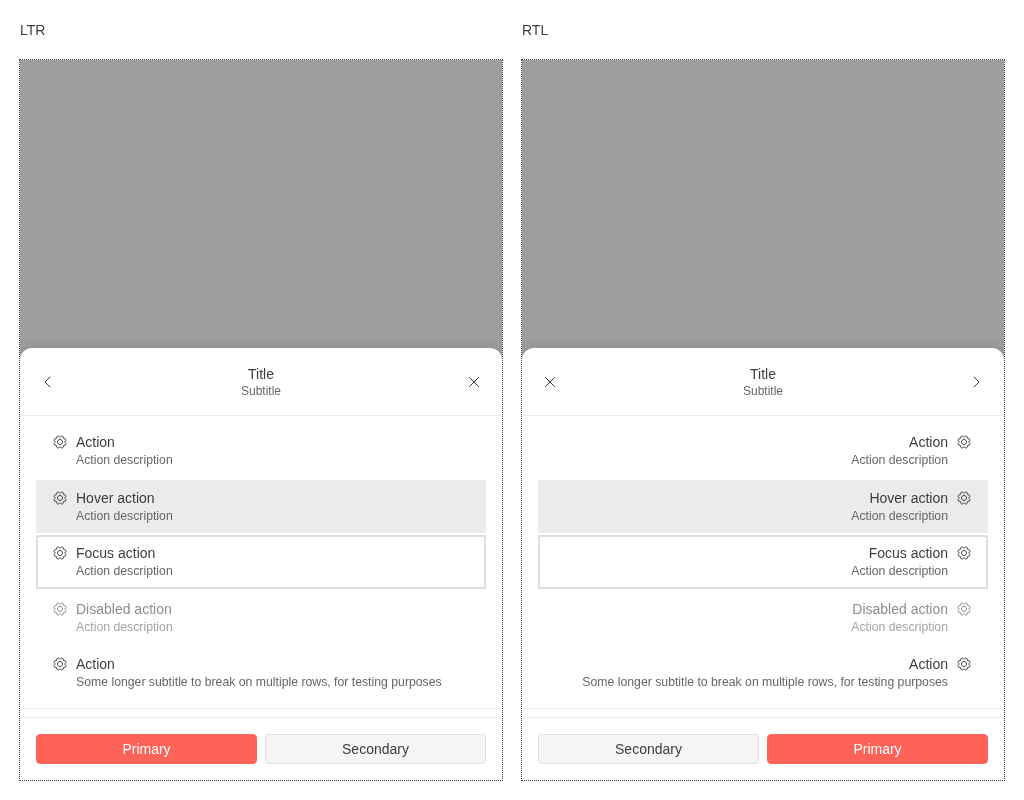 LTR
Title
Subtitle
Action
Action description
Hover action
Action description
Focus action
Action description
Disabled action
Action description
Action
Some longer subtitle to break on multiple rows, for testing purposes
Primary
Secondary
RTL
Title
Subtitle
Action
Action description
Hover action
Action description
Focus action
Action description
Disabled action
Action description
Action
Some longer subtitle to break on multiple rows, for testing purposes
Secondary
Primary